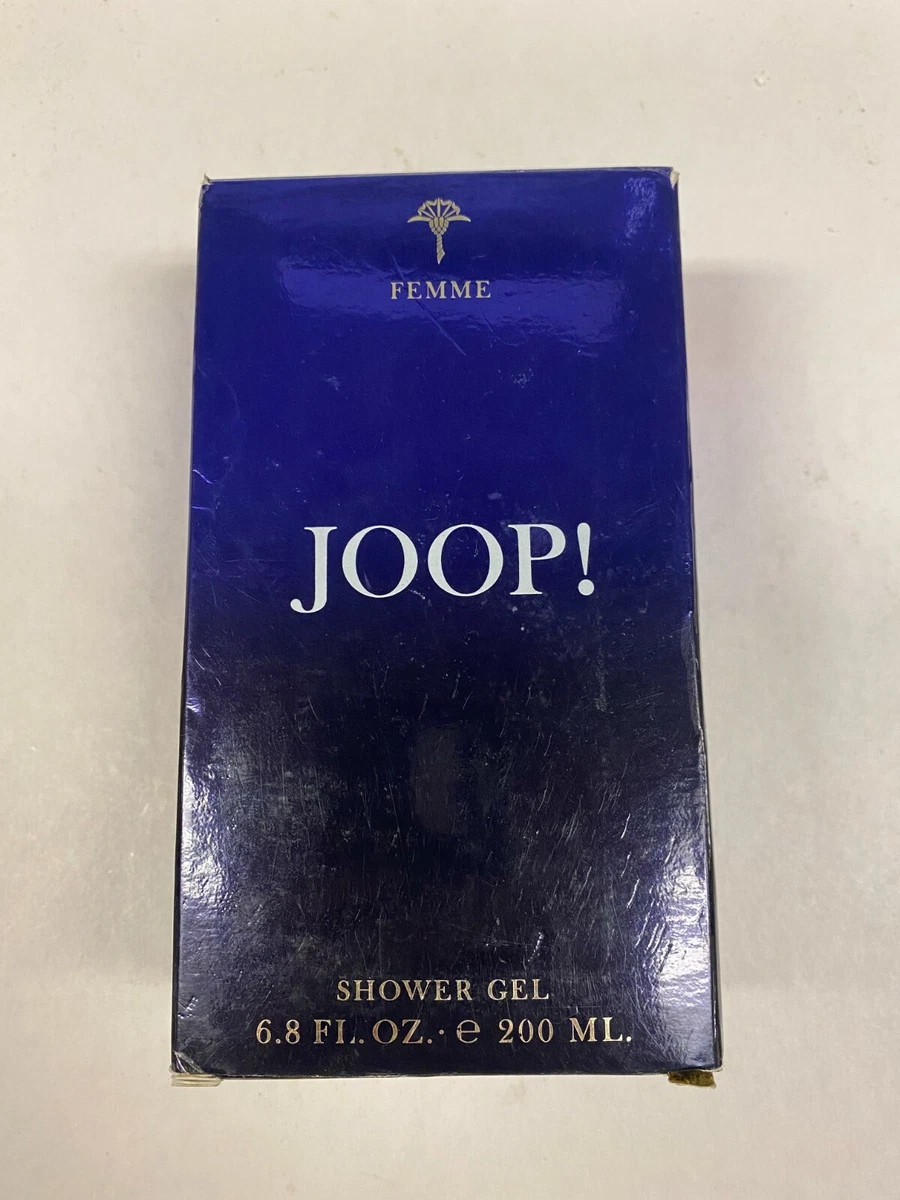 FEMME
JOOP!
SHOWER GEL
6.8 FL.OZ.· ℮ 200 ML.